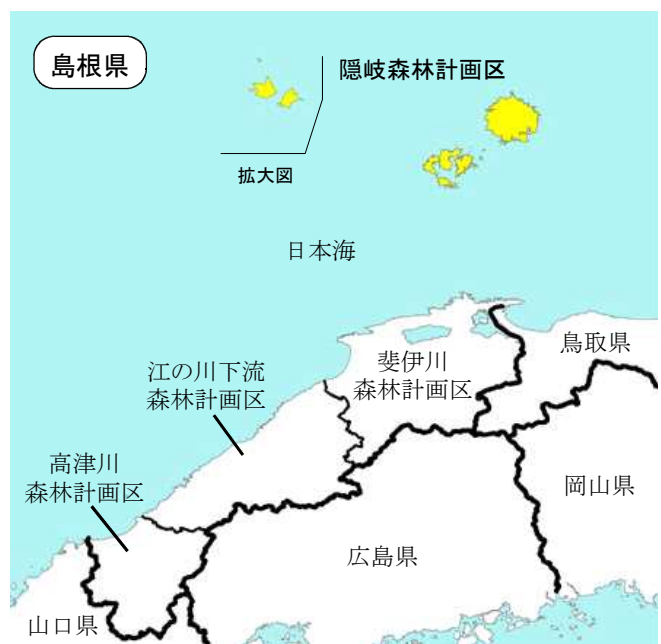 島根県
隠岐森林計画区
拡大図
日本海
鳥取県
斐伊川
森林計画区
江の川下流
森林計画区
高津川
森林計画区
岡山県
広島県
山口県